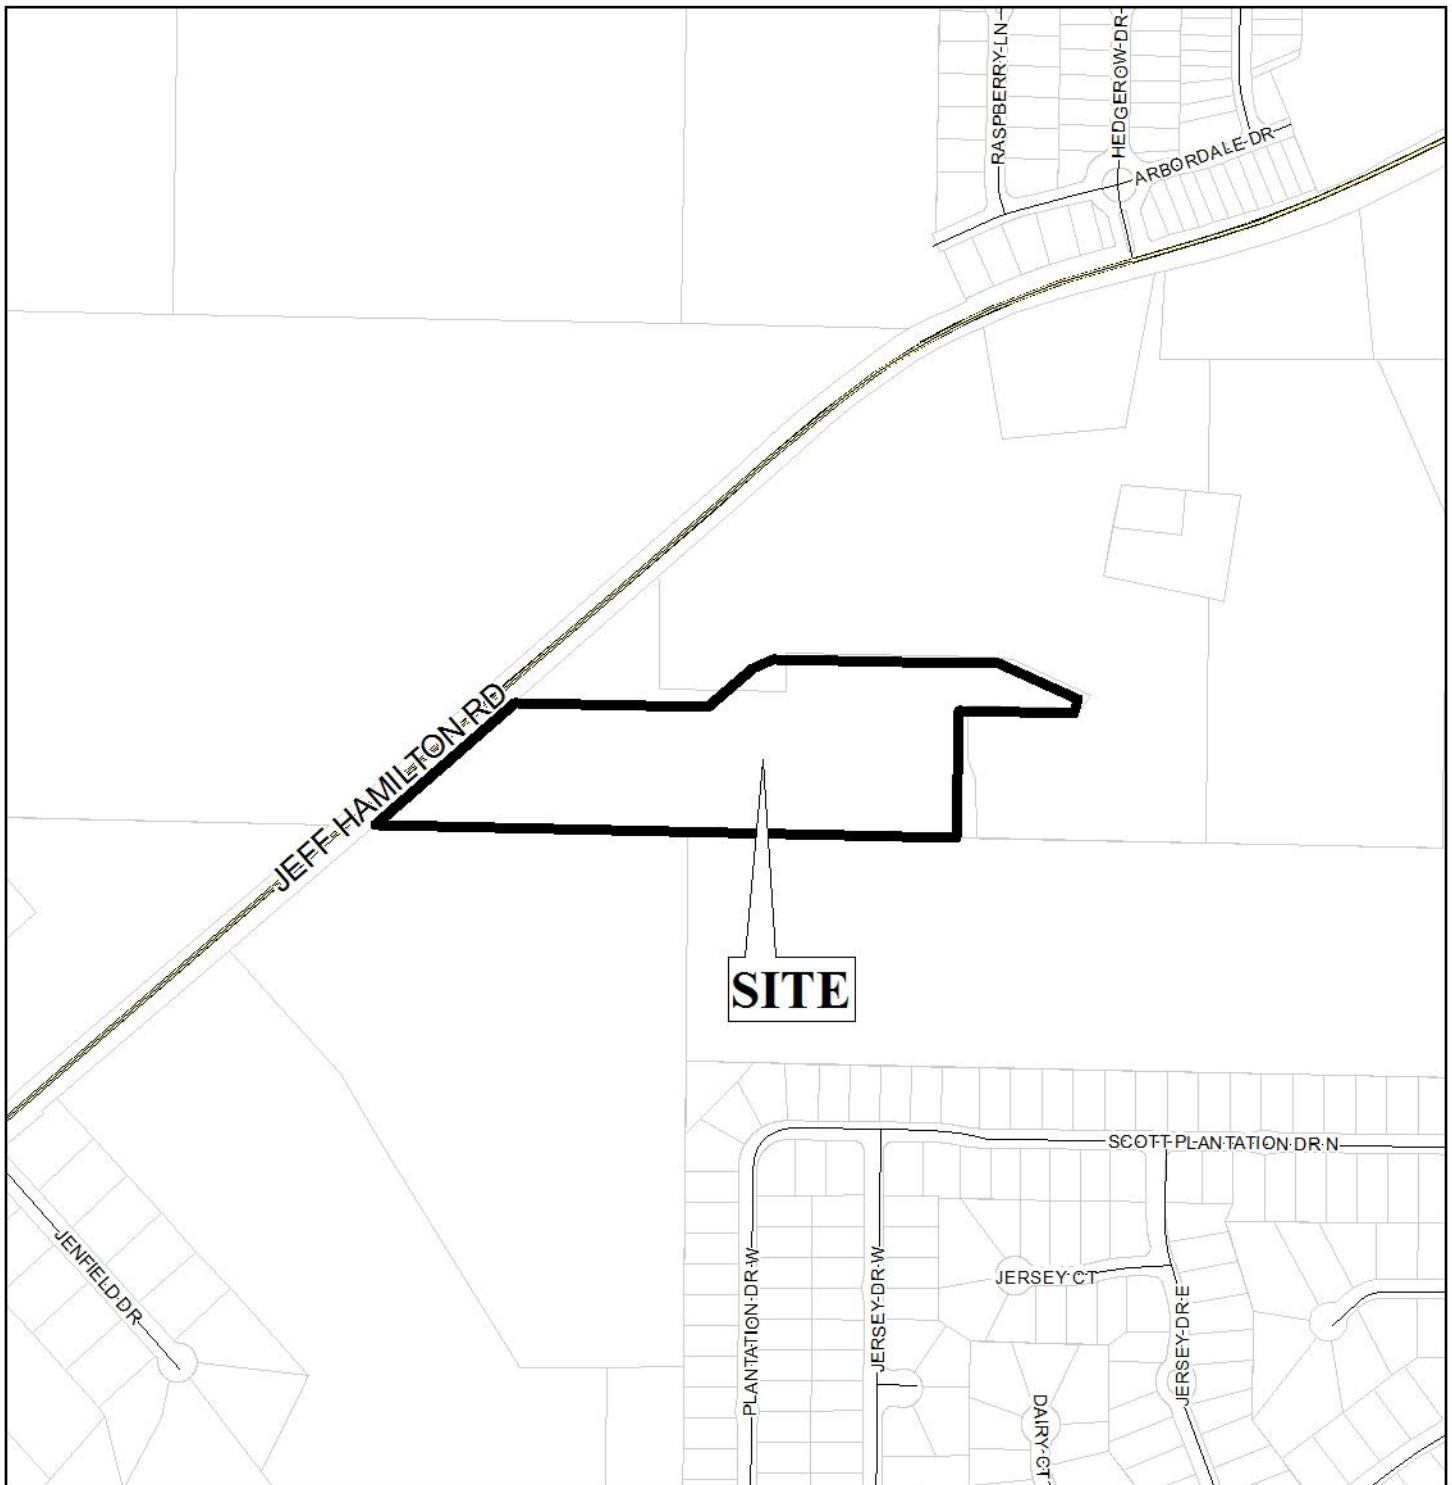 RASPBERRY LN
HEDGEROW DR
ARBORDALE DR
JEFF HAMILTON RD
SITE
SCOTT PLANTATION DR N
JENFIELD DR
PLANTATION DR W
JERSEY DR W
JERSEY CT
JERSEY DR E
DAIRY CT